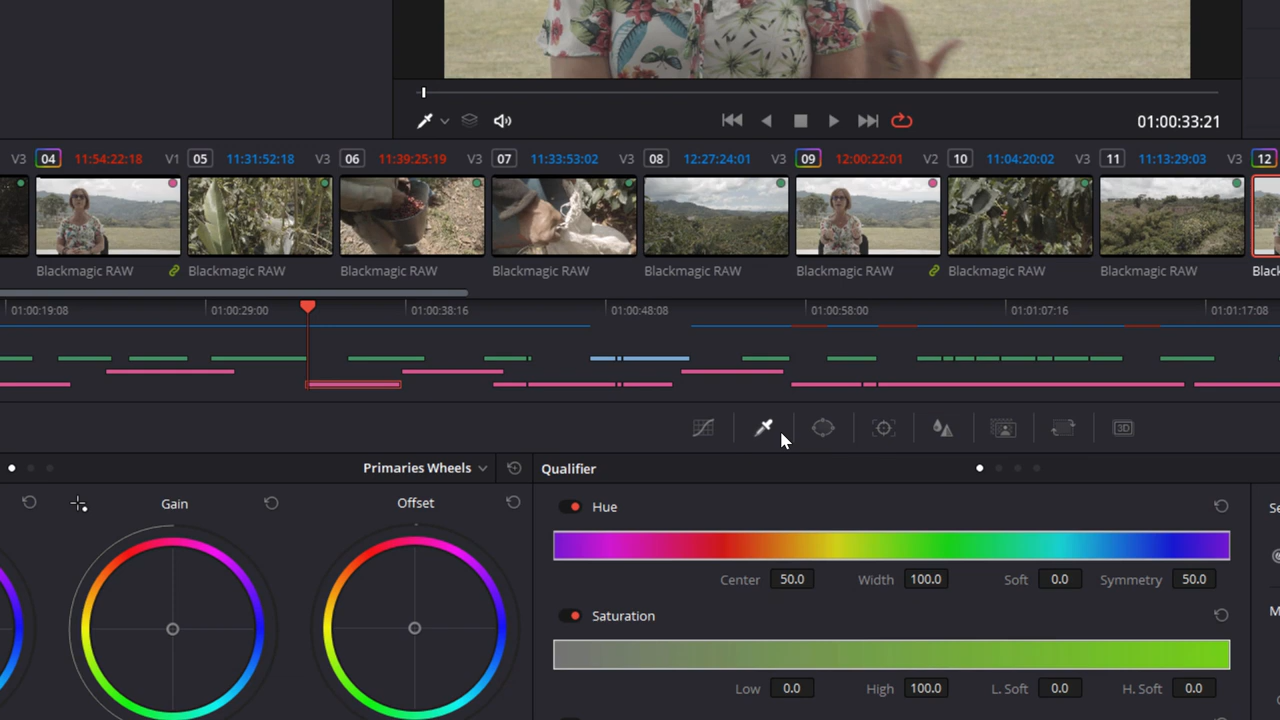 01:00:33:21
V3 04 11:54:22:18 V1 05 11:31:52:18 V3 06 11:39:25:19 V3 07 11:33:53:02 V3 08 12:27:24:01 V3 09 12:00:22:01 V2 10 11:04:20:02 V3 11 11:13:29:03 V3 12
Blackmagic RAW Blackmagic RAW Blackmagic RAW Blackmagic RAW Blackmagic RAW Blackmagic RAW Blackmagic RAW Blackmagic RAW Black
01:00:19:08 01:00:29:00 01:00:38:16 01:00:48:08 01:00:58:00 01:01:07:16 01:01:17:08
3D
Primaries Wheels Qualifier
Gain Offset Hue Se
Center 50.0 Width 100.0 Soft 0.0 Symmetry 50.0
Saturation M
Low 0.0 High 100.0 L. Soft 0.0 H. Soft 0.0